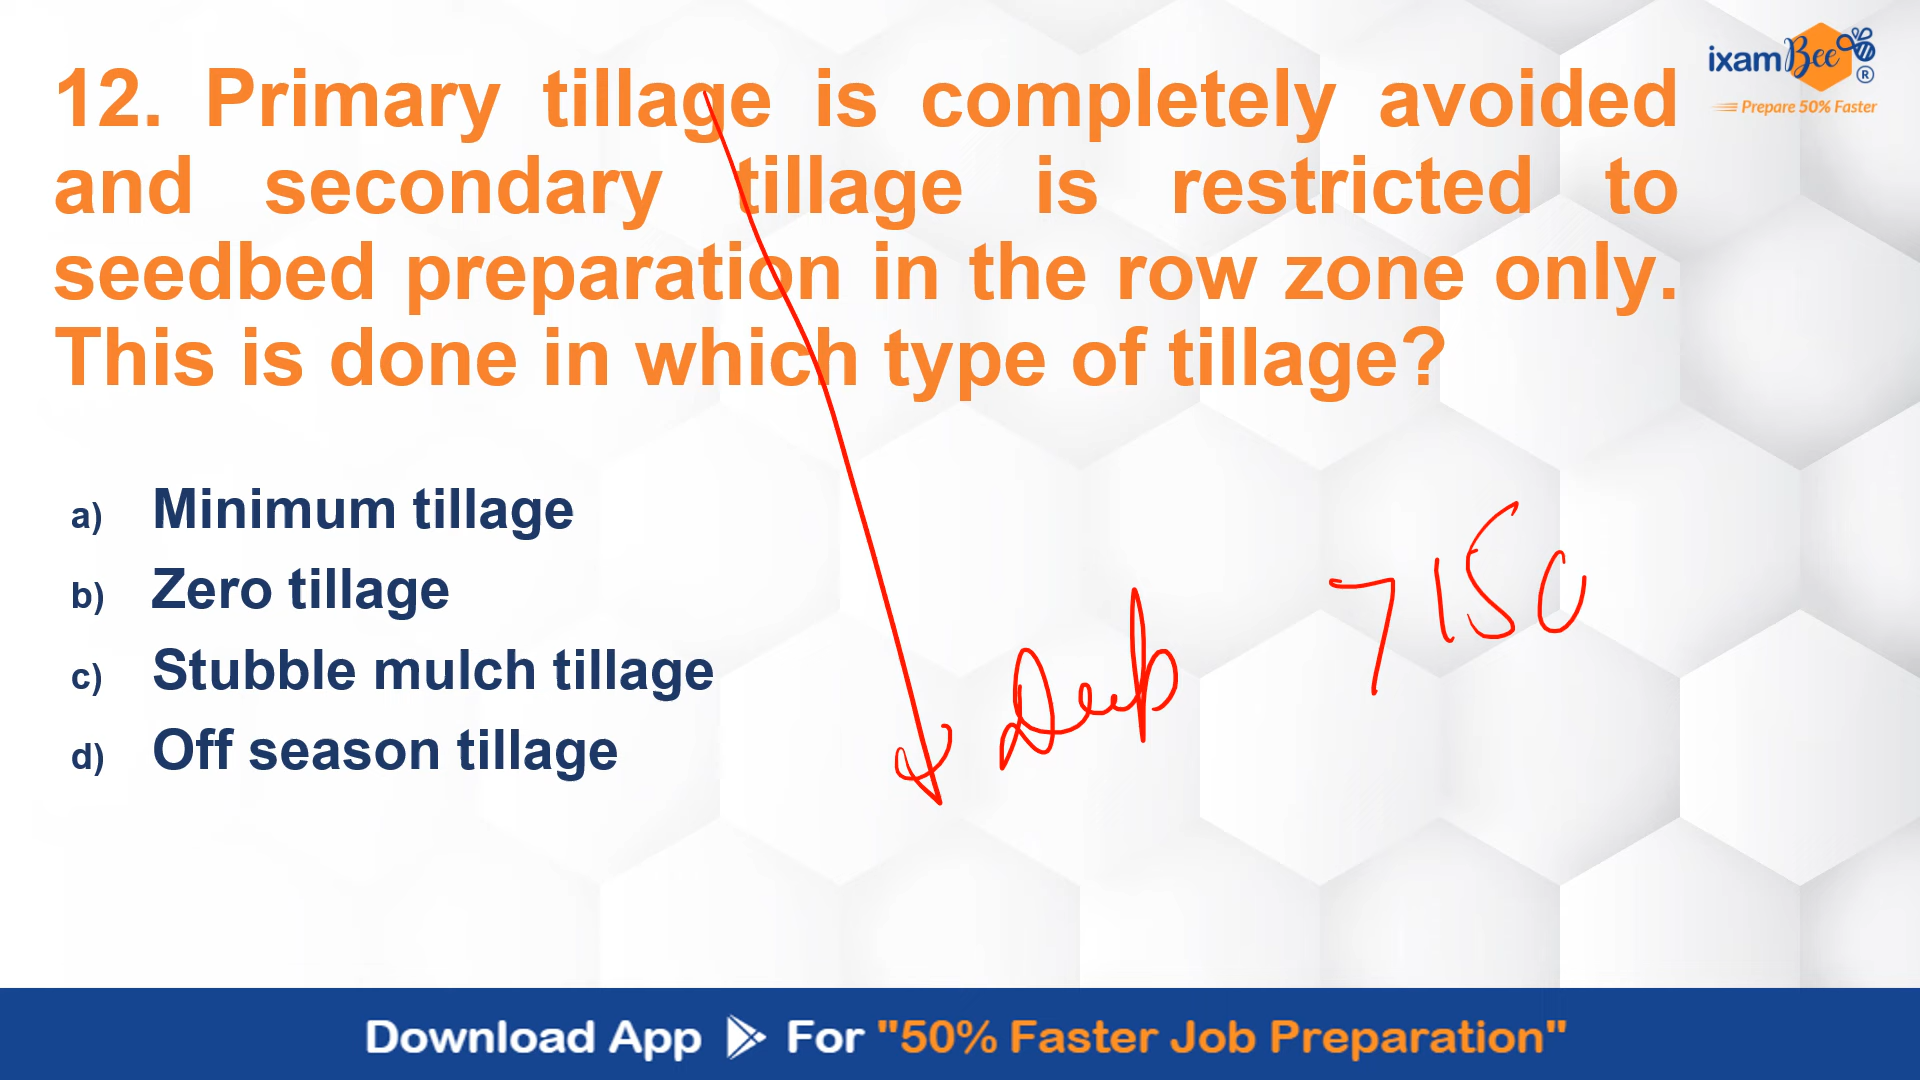 ixamBee®
Prepare 50% Faster
12. Primary tillage is completely avoided
and secondary tillage is restricted to
seedbed preparation in the row zone only.
This is done in which type of tillage?
a) Minimum tillage
b) Zero tillage
c) Stubble mulch tillage
d) Off season tillage
Deep
Download App For "50% Faster Job Preparation"